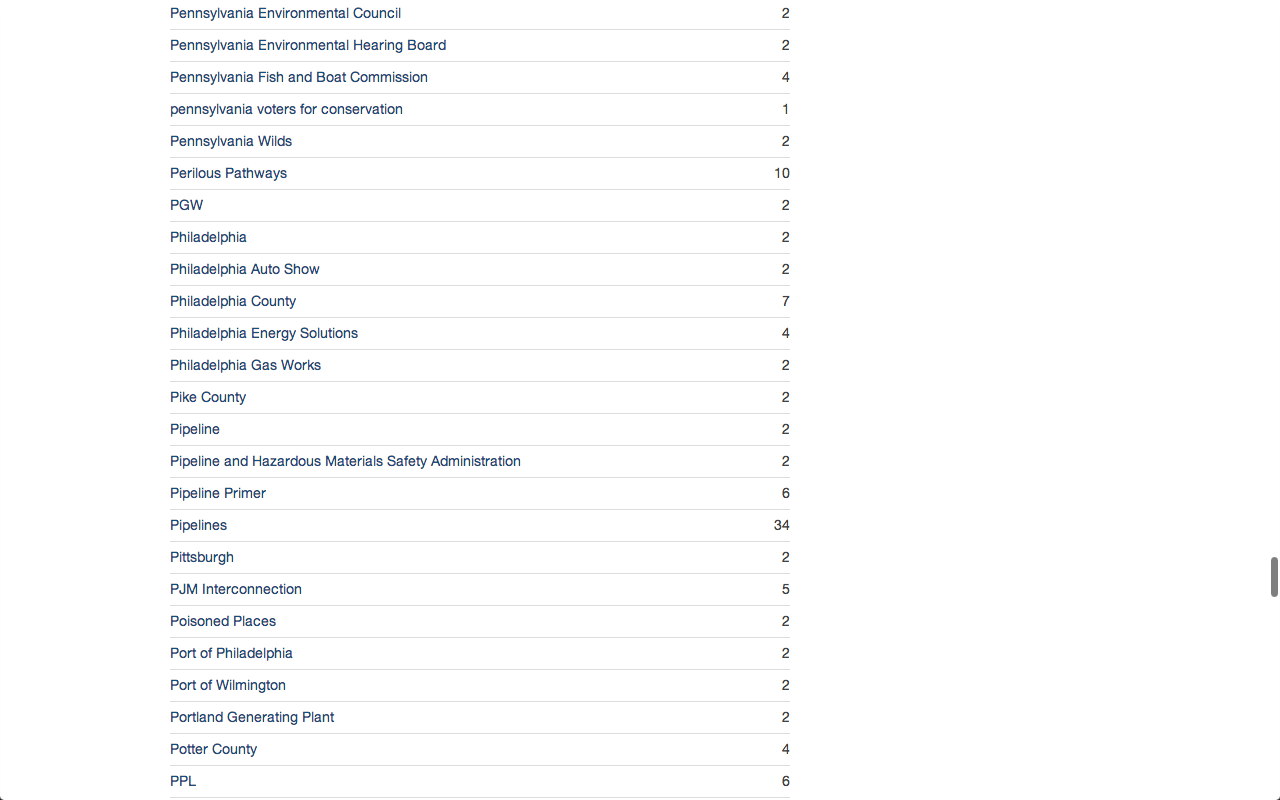 Pennsylvania Environmental Council 2
Pennsylvania Environmental Hearing Board 2
Pennsylvania Fish and Boat Commission 4
pennsylvania voters for conservation 1
Pennsylvania Wilds 2
Perilous Pathways 10
PGW 2
Philadelphia 2
Philadelphia Auto Show 2
Philadelphia County 7
Philadelphia Energy Solutions 4
Philadelphia Gas Works 2
Pike County 2
Pipeline 2
Pipeline and Hazardous Materials Safety Administration 2
Pipeline Primer 6
Pipelines 34
Pittsburgh 2
PJM Interconnection 5
Poisoned Places 2
Port of Philadelphia 2
Port of Wilmington 2
Portland Generating Plant 2
Potter County 4
PPL 6